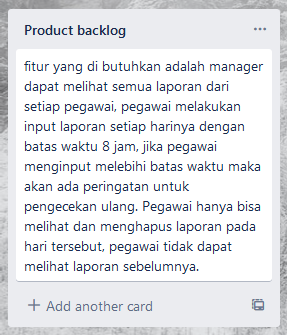 Product backlog
fitur yang di butuhkan adalah manager
dapat melihat semua laporan dari
setiap pegawai, pegawai melakukan
input laporan setiap harinya dengan
batas waktu 8 jam, jika pegawai
menginput melebihi batas waktu maka
akan ada peringatan untuk
pengecekan ulang. Pegawai hanya bisa
melihat dan menghapus laporan pada
hari tersebut, pegawai tidak dapat
melihat laporan sebelumnya.
Add another card